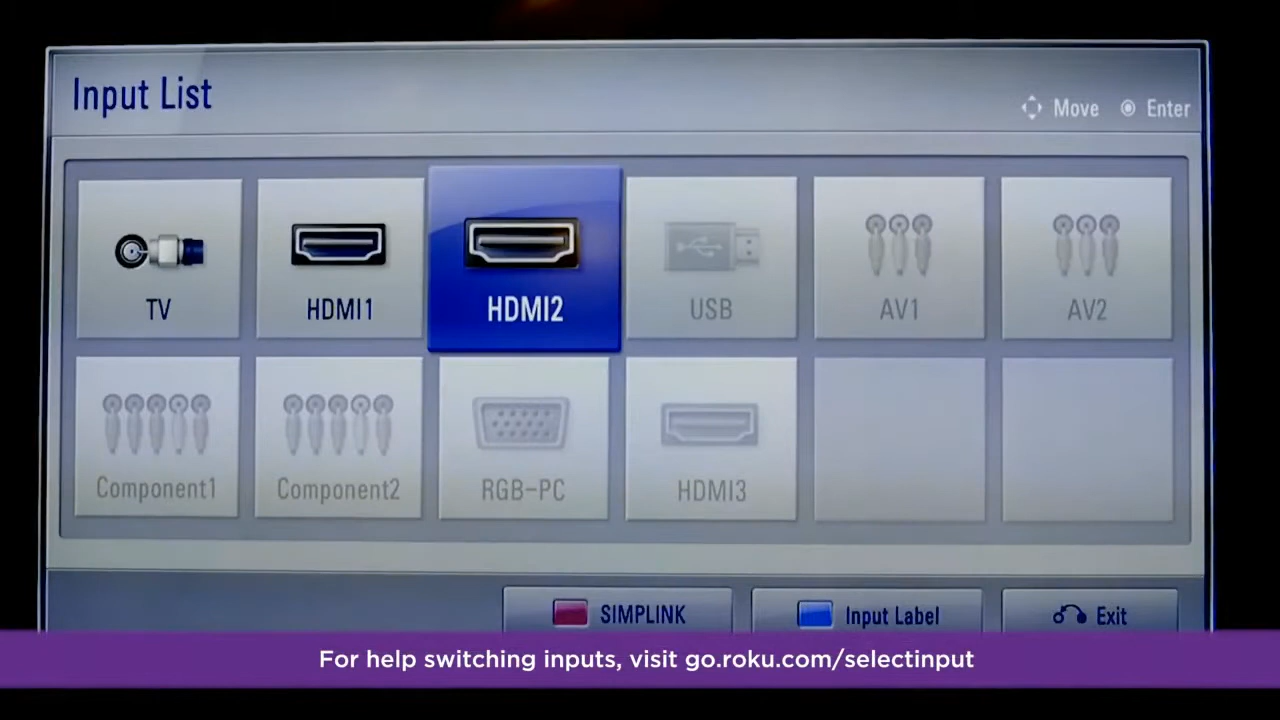 Input List
Move Enter
TV HDMI1 HDMI2 USB AV1 AV2
Component1 Component2 RGB-PC HDMI3
SIMPLINK Input Label Exit
For help switching inputs, visit go.roku.com/selectinput